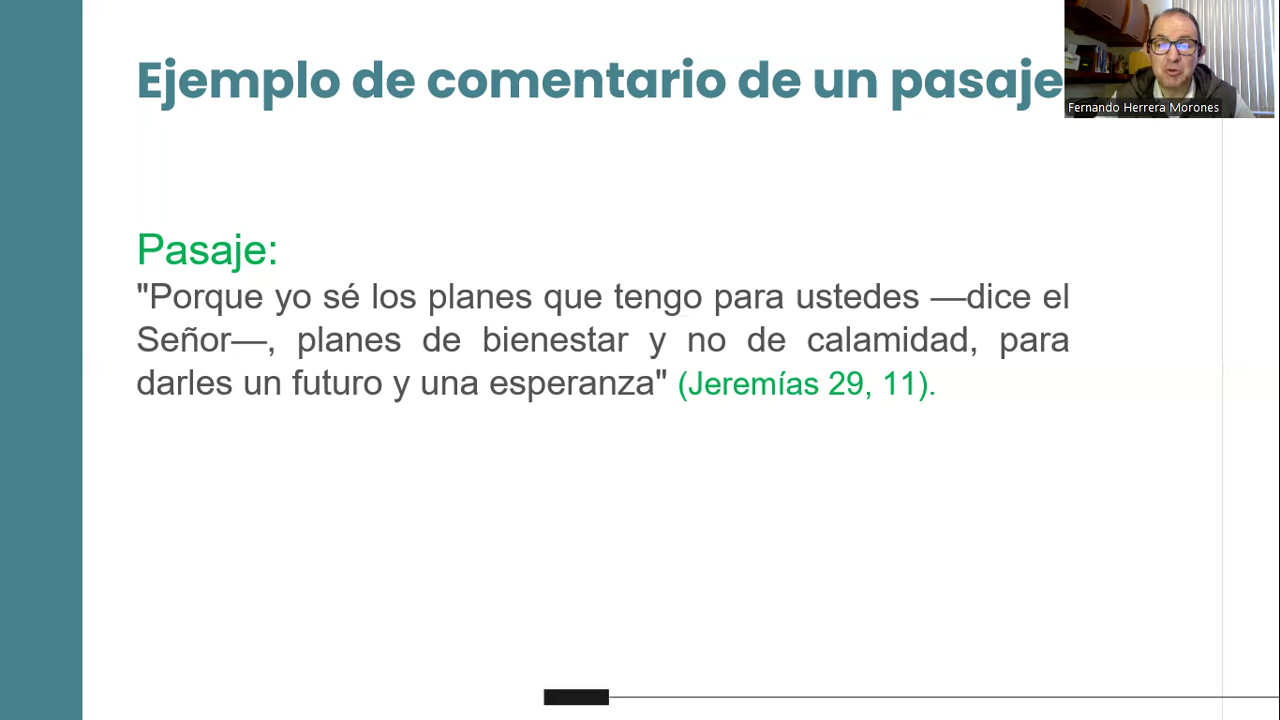 Ejemplo de comentario de un pasaje
Fernando Herrera Morones
Pasaje:
"Porque yo sé los planes que tengo para ustedes —dice el
Señor—, planes de bienestar y no de calamidad, para
darles un futuro y una esperanza" (Jeremías 29, 11).